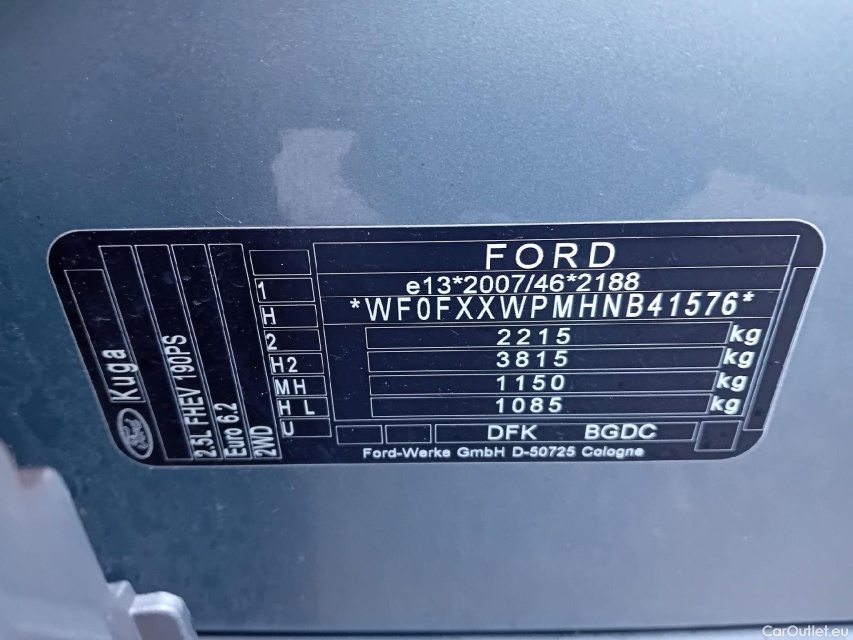 FORD
e13*2007/46*2188
*WF0FXXWPMHNB41576*
2215 kg
3815 kg
1150 kg
1085 kg
DFK BGDC
Ford-Werke GmbH D-50725 Cologne
1
H
2
H2
MH
H L
U
Kuga
2.5L FHEV 190PS
Euro 6.2
2WD
Ford
CarOutlet.eu